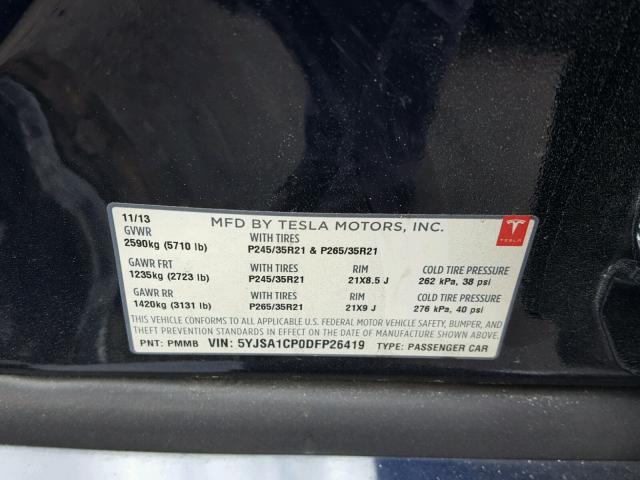 11/13 MFD BY TESLA MOTORS, INC. TESLA
GVWR WITH TIRES
2590kg (5710 lb) P245/35R21 & P265/35R21
GAWR FRT WITH TIRES RIM COLD TIRE PRESSURE
1235kg (2723 lb) P245/35R21 21X8.5 J 262 kPa, 38 psi
GAWR RR WITH TIRES RIM COLD TIRE PRESSURE
1420kg (3131 lb) P265/35R21 21X9 J 276 kPa, 40 psi
THIS VEHICLE CONFORMS TO ALL APPLICABLE U.S. FEDERAL MOTOR VEHICLE SAFETY, BUMPER, AND
THEFT PREVENTION STANDARDS IN EFFECT ON THE DATE OF MANUFACTURE SHOWN ABOVE.
PNT: PMMB VIN: 5YJSA1CP0DFP26419 TYPE: PASSENGER CAR